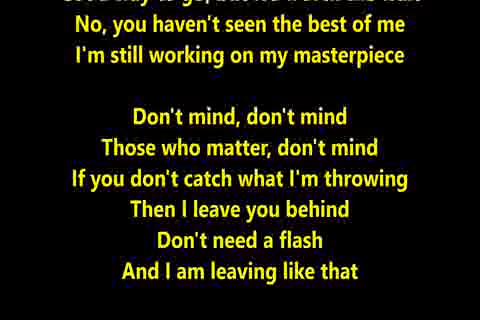 No, you haven't seen the best of me
I'm still working on my masterpiece
Don't mind, don't mind
Those who matter, don't mind
If you don't catch what I'm throwing
Then I leave you behind
Don't need a flash
And I am leaving like that